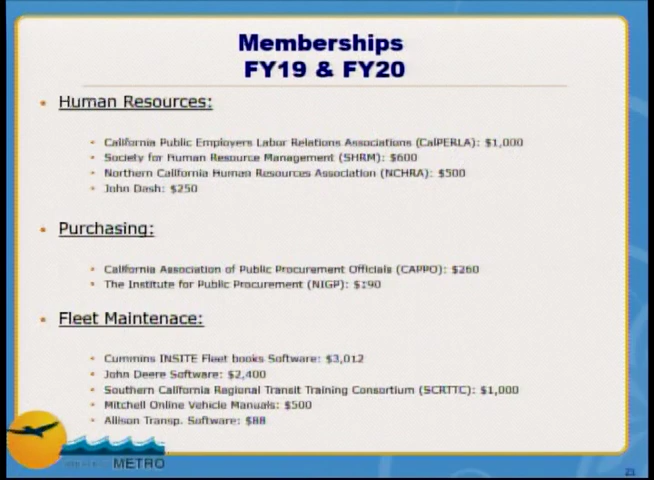 Memberships
FY19 & FY20
Human Resources:
California Public Employers Labor Relations Associations (CalPERLA): $1,000
Society for Human Resource Management (SHRM): $600
Northern California Human Resources Association (NCHRA): $500
John Dash: $250
Purchasing:
California Association of Public Procurement Officials (CAPPO): $260
The Institute for Public Procurement (NIGP): $190
Fleet Maintenace:
Cummins INSITE Fleet books Software: $3,012
John Deere Software: $2,400
Southern California Regional Transit Training Consortium (SCRTTC): $1,000
Mitchell Online Vehicle Manuals: $500
Allison Transp. Software: $88
METRO